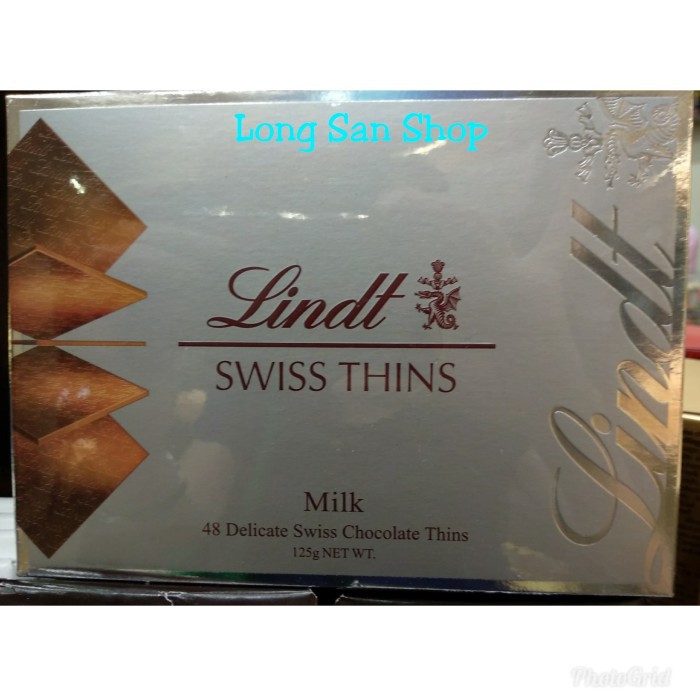 Long San Shop
Lindt
SWISS THINS
Milk
48 Delicate Swiss Chocolate Thins
125g NET WT.
Lindt
PhotoGrid